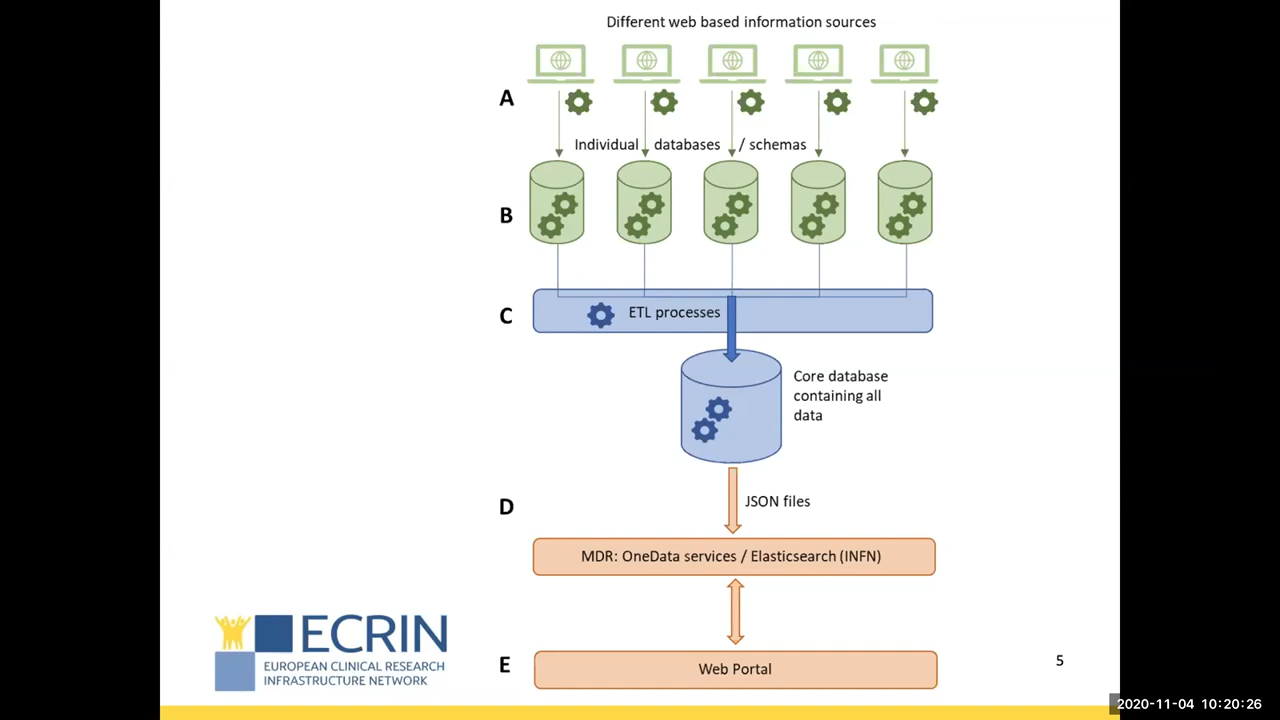 Different web based information sources
A
Individual databases / schemas
B
C
ETL processes
Core database
containing all
data
D
JSON files
MDR: OneData services / Elasticsearch (INFN)
ECRIN
EUROPEAN CLINICAL RESEARCH
INFRASTRUCTURE NETWORK
E
Web Portal
5
2020-11-04 10:20:26